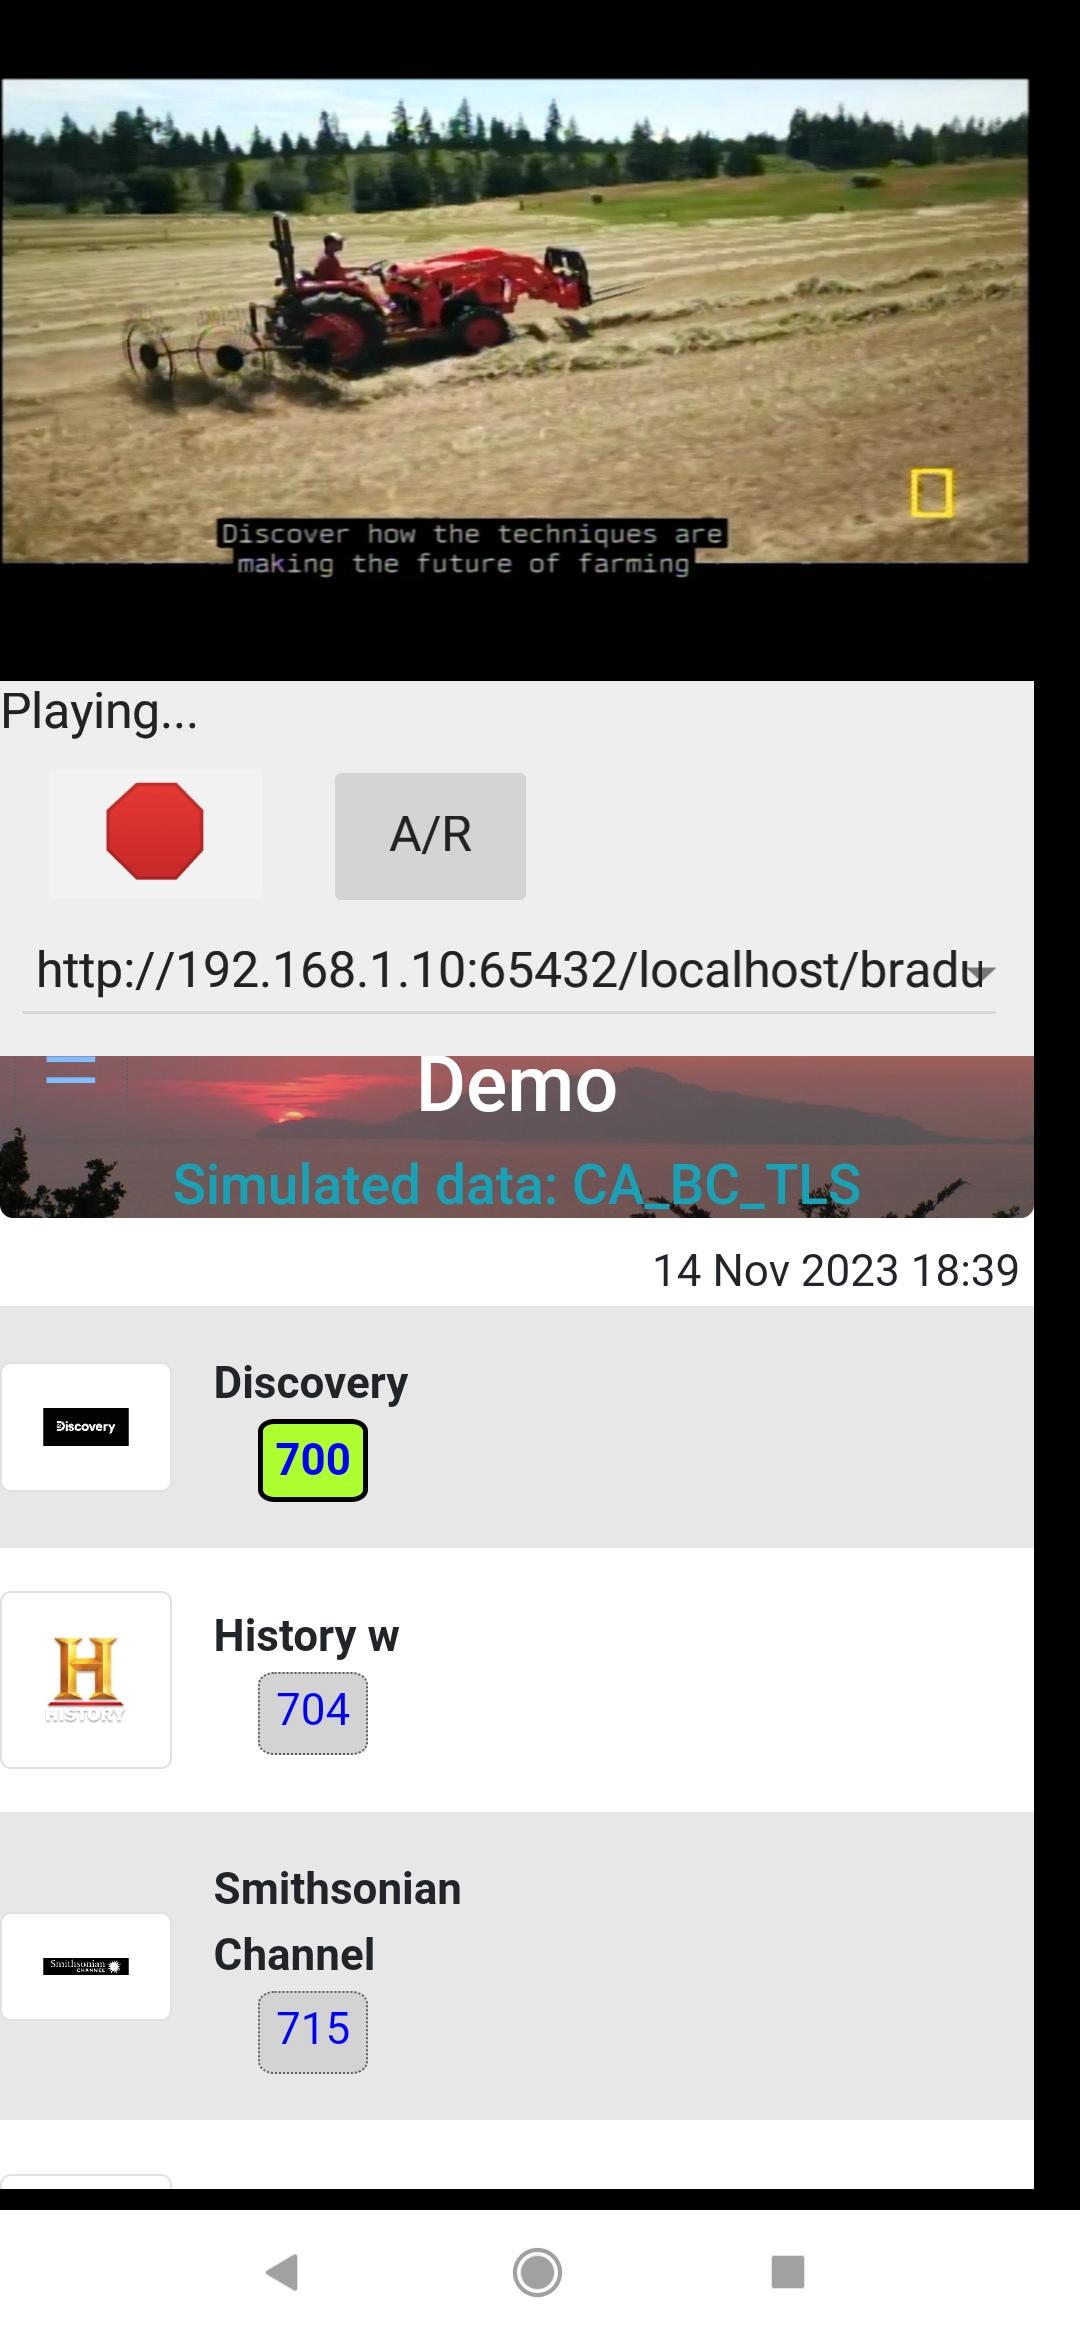 Discover how the techniques are
making the future of farming
Playing...
A/R
http://192.168.1.10:65432/localhost/bradu
Demo
Simulated data: CA_BC_TLS
14 Nov 2023 18:39
Discovery
Discovery
700
History w
H
HISTORY
704
Smithsonian
Channel
Smithsonian
CHANNEL
715